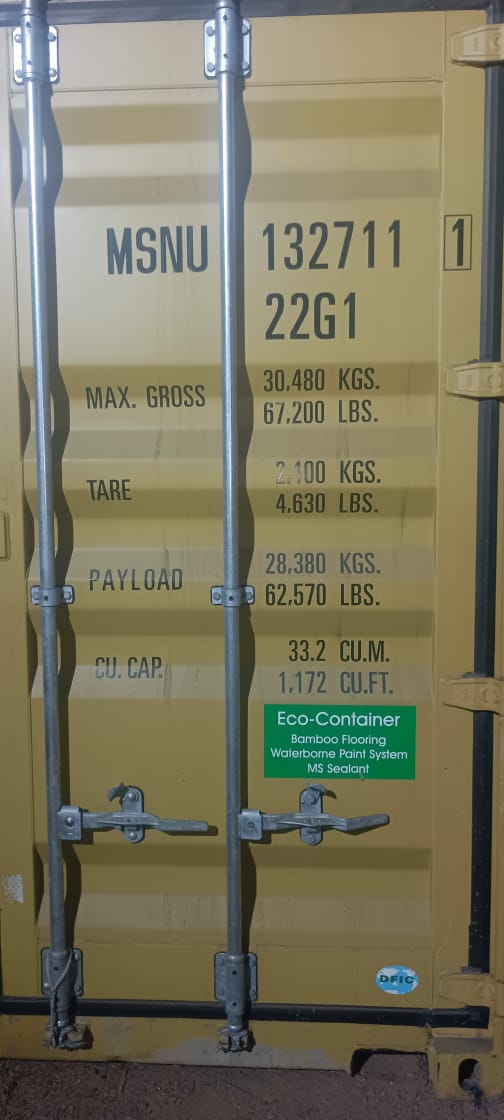 MSNU 132711 1
22G1
MAX. GROSS 30,480 KGS.
67,200 LBS.
TARE 2,100 KGS.
4,630 LBS.
PAYLOAD 28,380 KGS.
62,570 LBS.
CU. CAP. 33.2 CU.M.
1,172 CU.FT.
Eco-Container
Bamboo Flooring
Waterborne Paint System
MS Sealant
DFIC